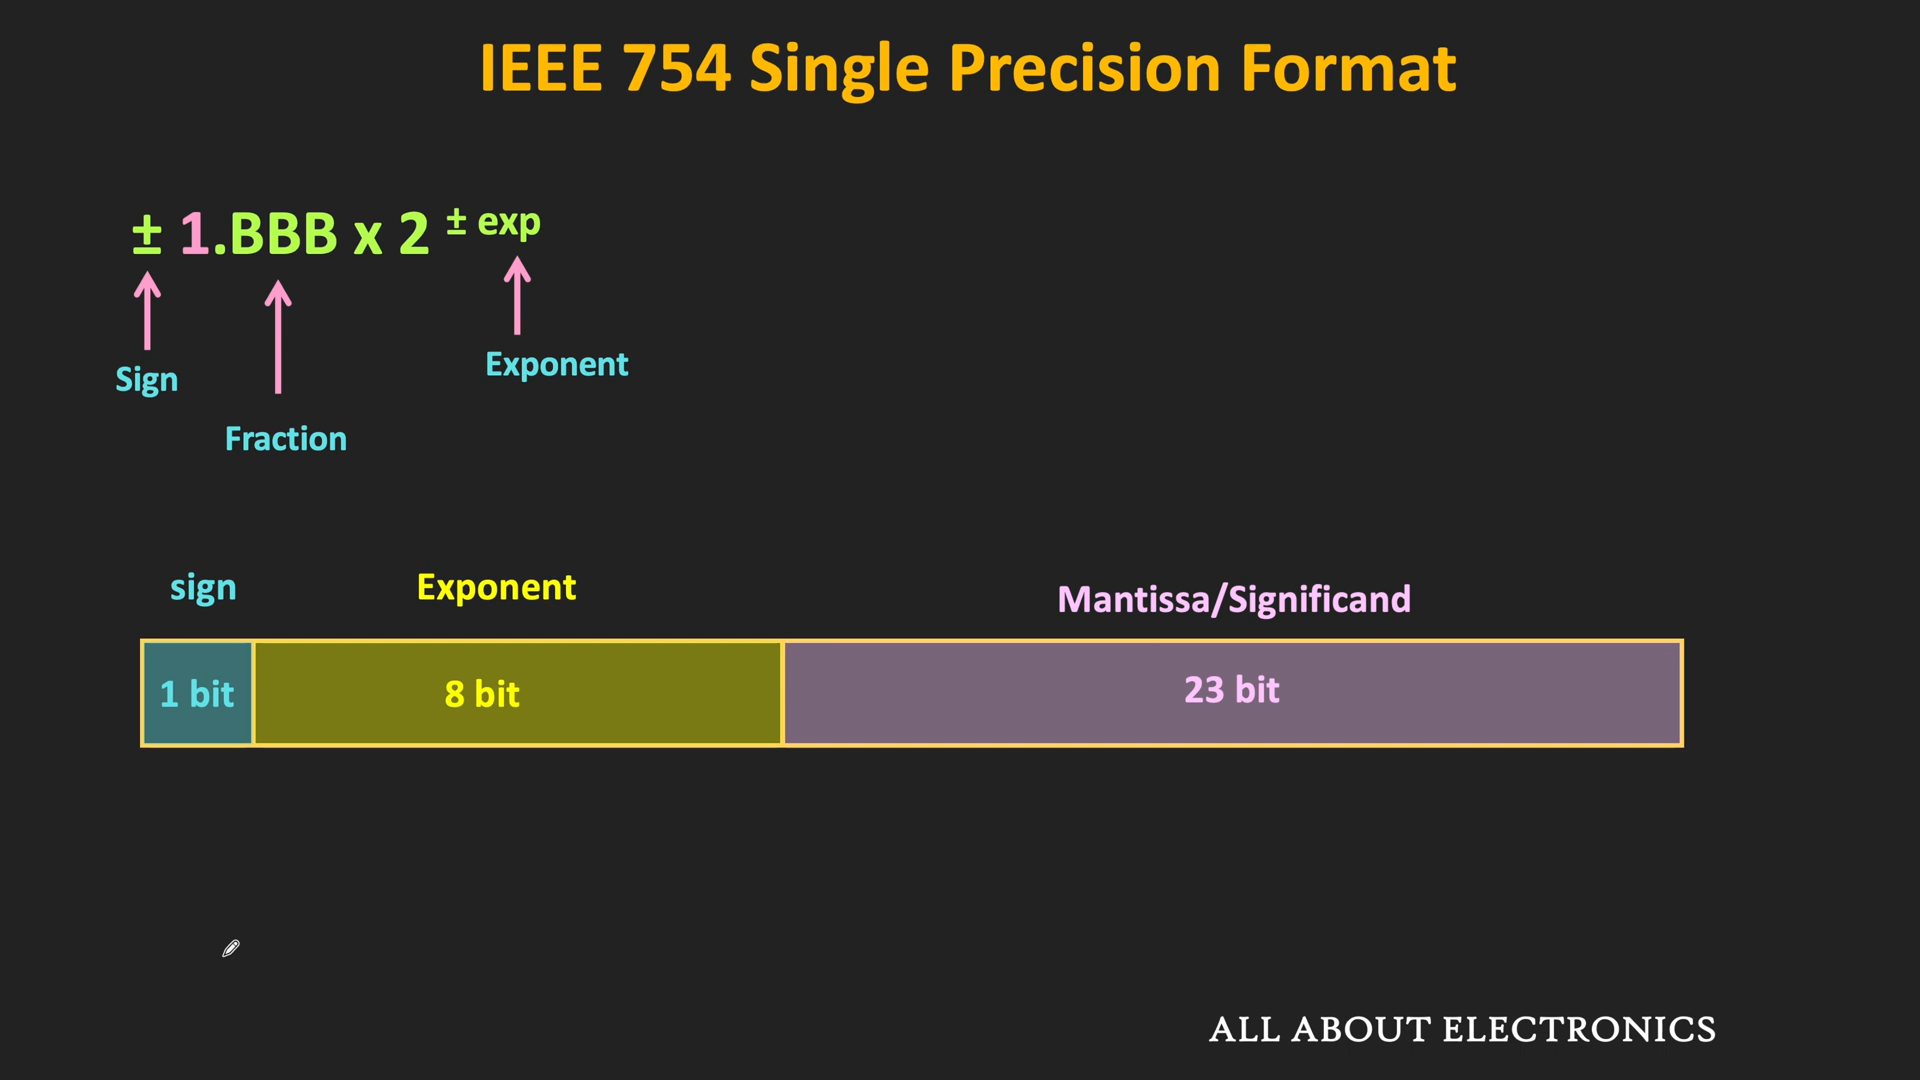 IEEE 754 Single Precision Format
± 1.BBB x 2 ± exp
Sign
Fraction
Exponent
sign
Exponent
Mantissa/Significand
1 bit
8 bit
23 bit
ALL ABOUT ELECTRONICS